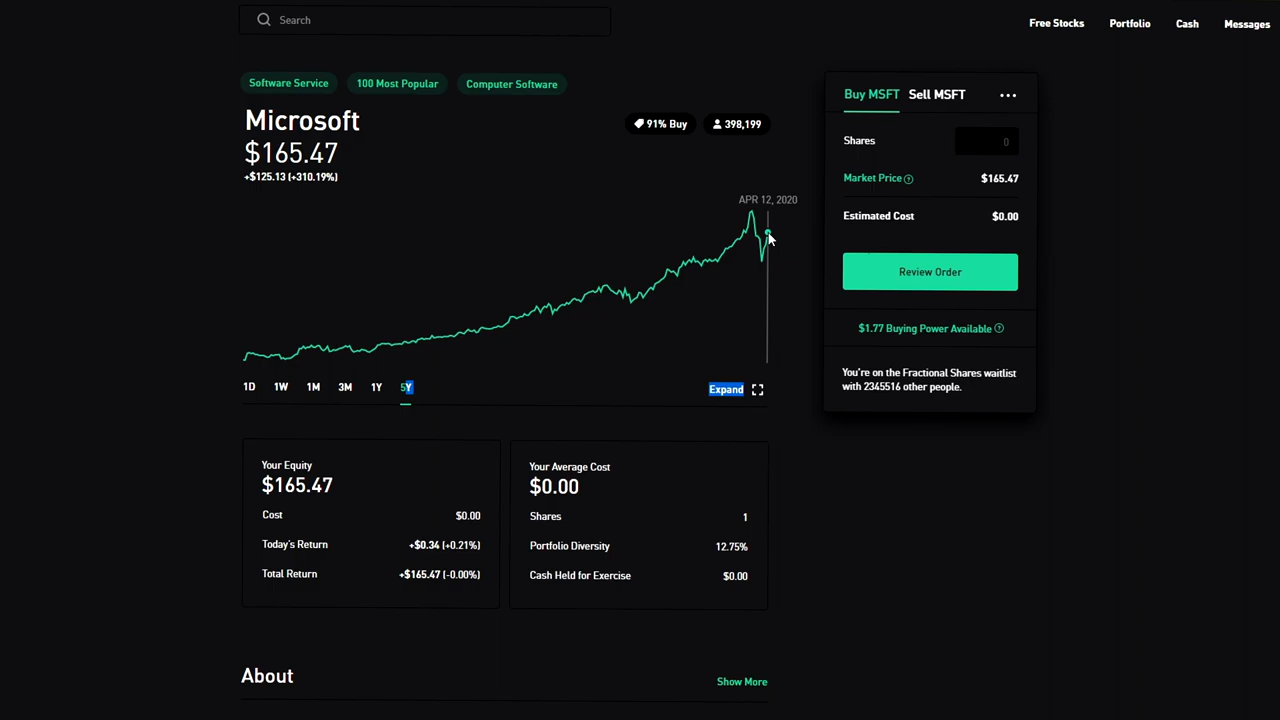 Search
Free Stocks Portfolio Cash Messages
Software Service 100 Most Popular Computer Software
Microsoft
$165.47
+$125.13 (+310.19%)
91% Buy 398,199
APR 12, 2020
1D 1W 1M 3M 1Y 5Y
Expand
Buy MSFT Sell MSFT
Shares 0
Market Price $165.47
Estimated Cost $0.00
Review Order
$1.77 Buying Power Available
You're on the Fractional Shares waitlist
with 2345516 other people.
Your Equity
$165.47
Cost $0.00
Today's Return +$0.34 (+0.21%)
Total Return +$165.47 (-0.00%)
Your Average Cost
$0.00
Shares 1
Portfolio Diversity 12.75%
Cash Held for Exercise $0.00
About
Show More